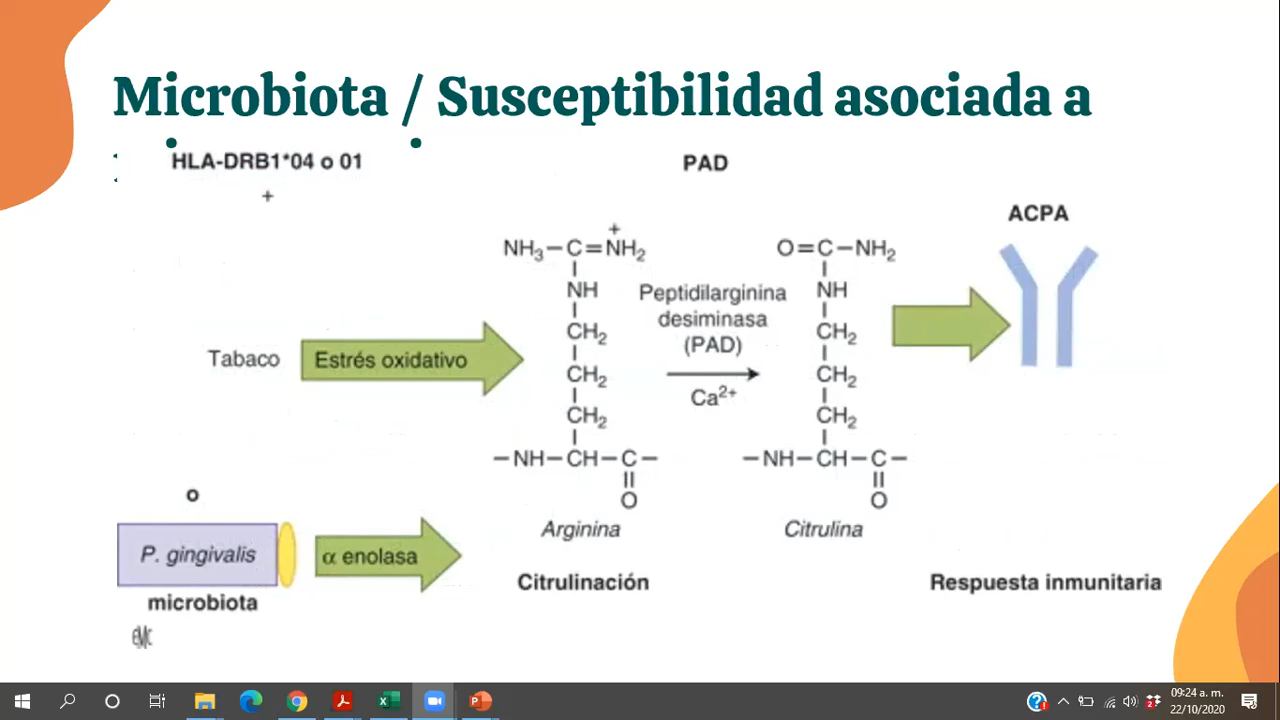 Microbiota / Susceptibilidad asociada a
HLA-DRB1*04 o 01
+
PAD
ACPA
+
NH3–C=NH2
NH
CH2
CH2
CH2
–NH–CH–C–
O
Arginina
Citrulinación
Peptidilarginina
desiminasa
(PAD)
Ca2+
O=C–NH2
NH
CH2
CH2
CH2
–NH–CH–C–
O
Citrulina
Tabaco
Estrés oxidativo
o
P. gingivalis
microbiota
α enolasa
Respuesta inmunitaria
EMC
09:24 a. m.
22/10/2020